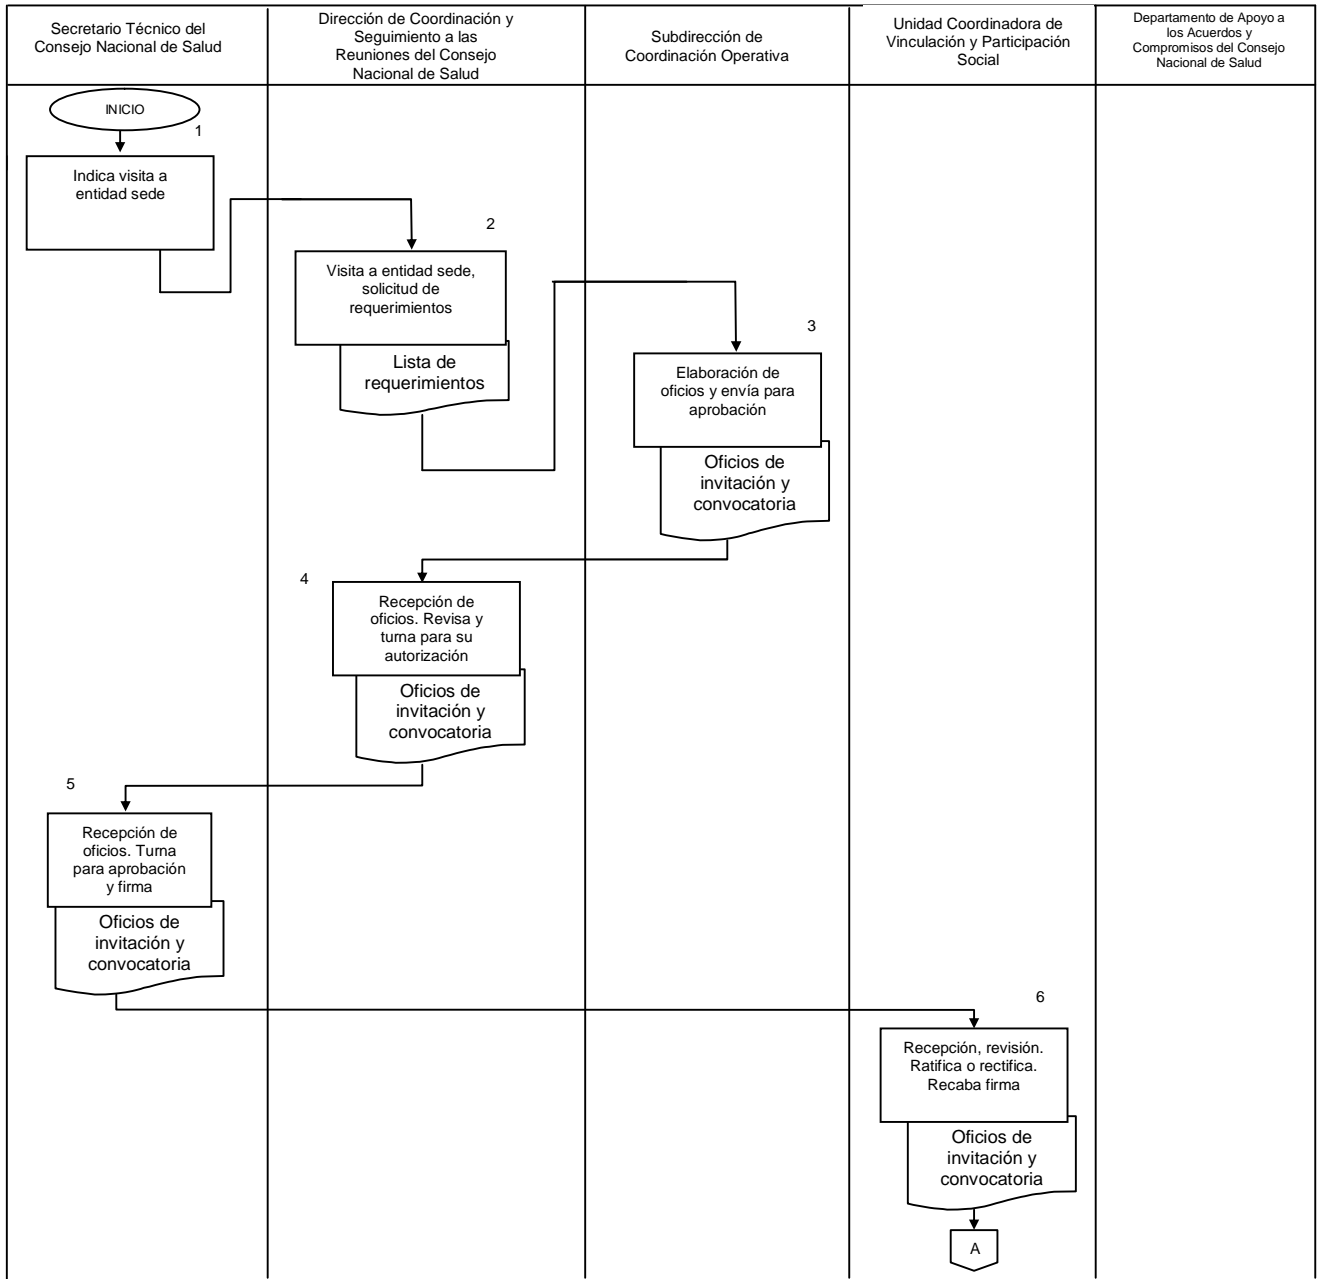 Secretario Técnico del
Consejo Nacional de Salud
Dirección de Coordinación y
Seguimiento a las
Reuniones del Consejo
Nacional de Salud
Subdirección de
Coordinación Operativa
Unidad Coordinadora de
Vinculación y Participación
Social
Departamento de Apoyo a
los Acuerdos y
Compromisos del Consejo
Nacional de Salud
INICIO
1
Indica visita a
entidad sede
2
Visita a entidad sede,
solicitud de
requerimientos
Lista de
requerimientos
3
Elaboración de
oficios y envía para
aprobación
Oficios de
invitación y
convocatoria
4
Recepción de
oficios. Revisa y
turna para su
autorización
Oficios de
invitación y
convocatoria
5
Recepción de
oficios. Turna
para aprobación
y firma
Oficios de
invitación y
convocatoria
6
Recepción, revisión.
Ratifica o rectifica.
Recaba firma
Oficios de
invitación y
convocatoria
A